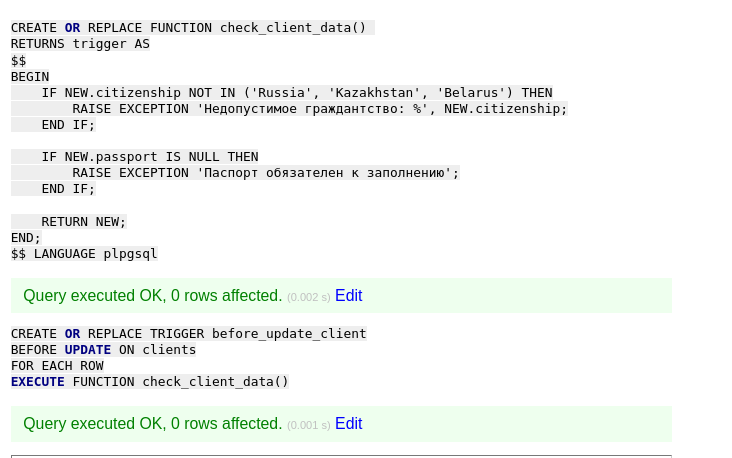 CREATE OR REPLACE FUNCTION check_client_data()
RETURNS trigger AS
$$
BEGIN
    IF NEW.citizenship NOT IN ('Russia', 'Kazakhstan', 'Belarus') THEN
        RAISE EXCEPTION 'Недопустимое граждантство: %', NEW.citizenship;
    END IF;

    IF NEW.passport IS NULL THEN
        RAISE EXCEPTION 'Паспорт обязателен к заполнению';
    END IF;

    RETURN NEW;
END;
$$ LANGUAGE plpgsql
Query executed OK, 0 rows affected. (0.002 s) Edit
CREATE OR REPLACE TRIGGER before_update_client
BEFORE UPDATE ON clients
FOR EACH ROW
EXECUTE FUNCTION check_client_data()
Query executed OK, 0 rows affected. (0.001 s) Edit